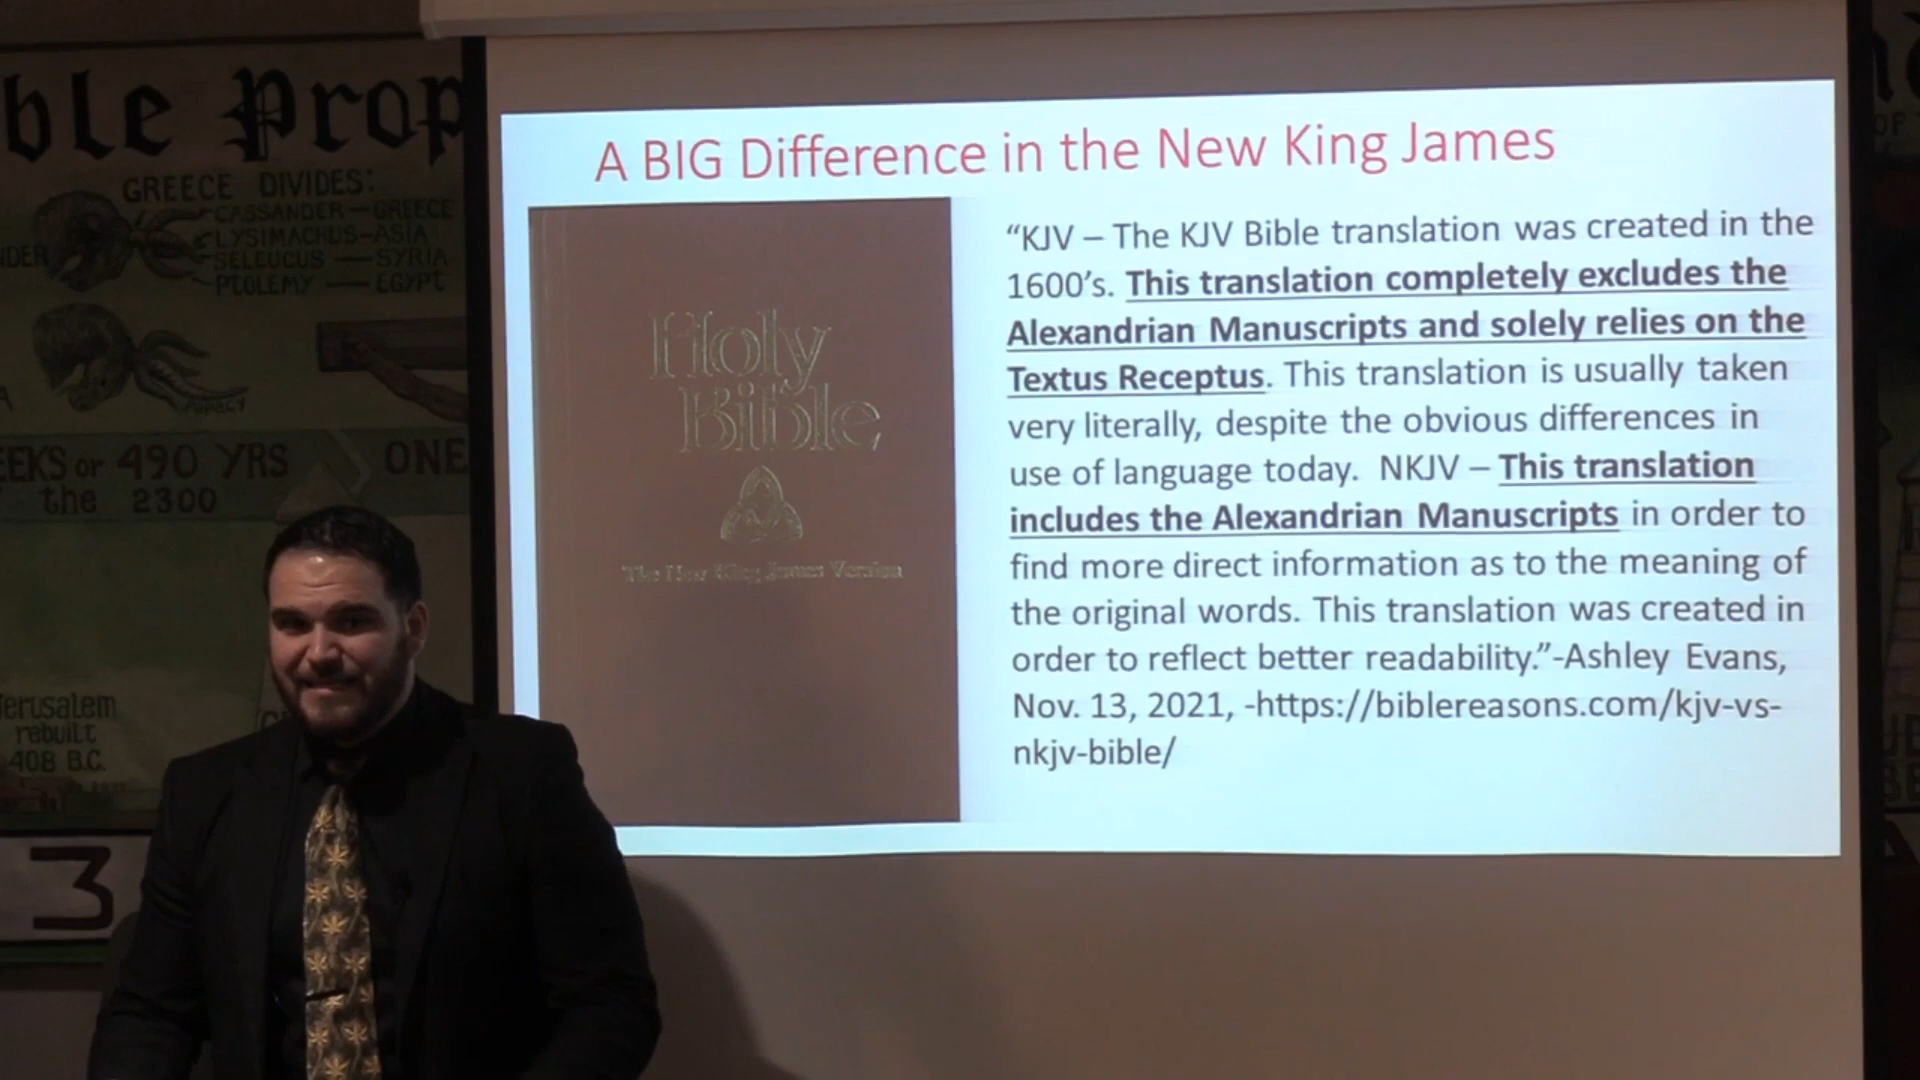 ble Prop
GREECE DIVIDES:
CASSANDER — GREECE
LYSIMACHUS - ASIA
SELEUCUS — SYRIA
PTOLEMY — EGYPT
EEKS or 490 YRS
the 2300
ONE
erusalem
rebuilt
408 B.C.
3
A BIG Difference in the New King James
Holy
Bible
The New King James Version
“KJV – The KJV Bible translation was created in the
1600’s. This translation completely excludes the
Alexandrian Manuscripts and solely relies on the
Textus Receptus. This translation is usually taken
very literally, despite the obvious differences in
use of language today. NKJV – This translation
includes the Alexandrian Manuscripts in order to
find more direct information as to the meaning of
the original words. This translation was created in
order to reflect better readability.”-Ashley Evans,
Nov. 13, 2021, -https://biblereasons.com/kjv-vs-
nkjv-bible/